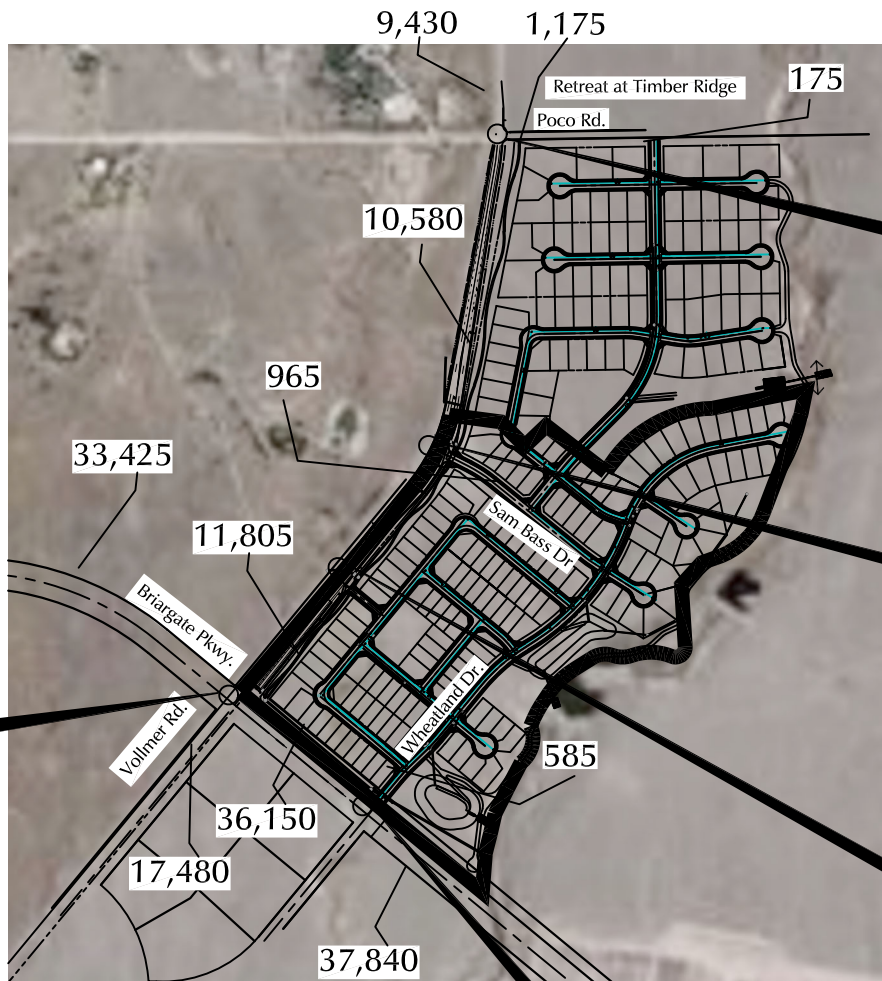 9,430
1,175
Retreat at Timber Ridge
175
Poco Rd.
10,580
965
33,425
11,805
Sam Bass Dr
Briargate Pkwy.
Wheatland Dr.
Vollmer Rd.
585
36,150
17,480
37,840